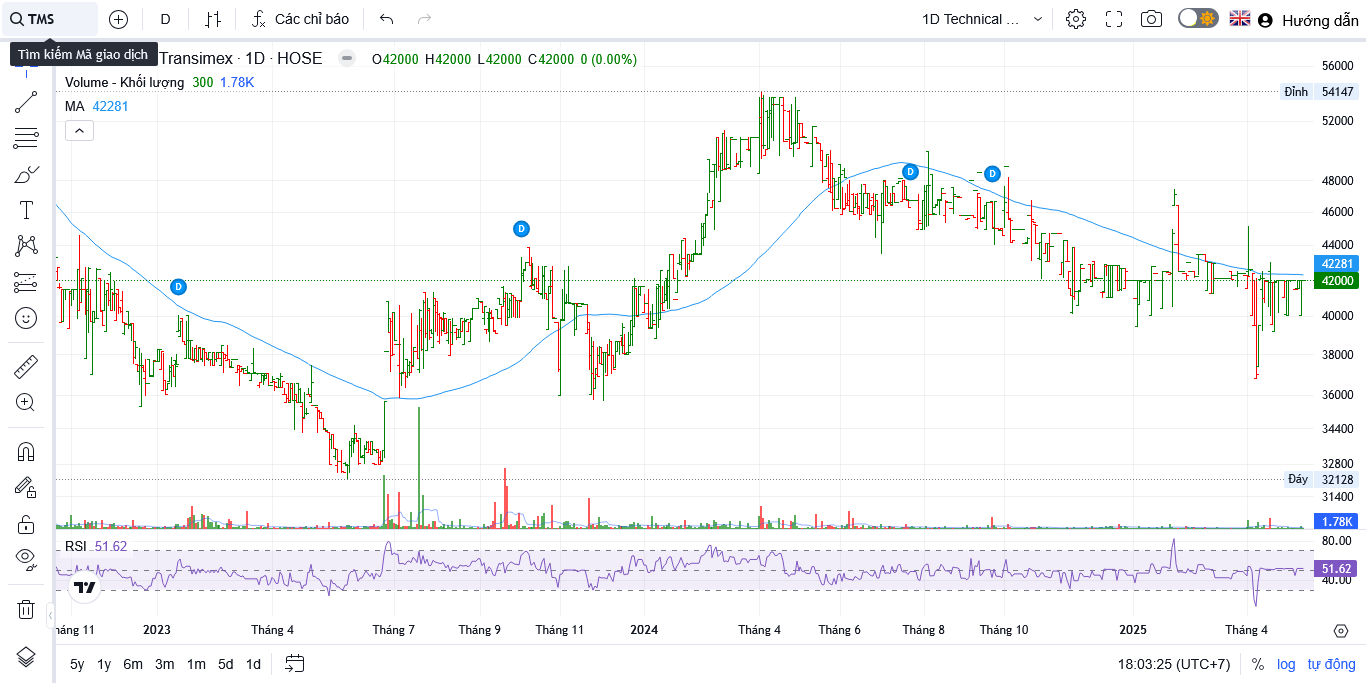 TMS
D
Các chỉ báo
1D Technical ...
Hướng dẫn
Tìm kiếm Mã giao dịch
Transimex · 1D · HOSE
O42000 H42000 L42000 C42000 0 (0.00%)
Volume - Khối lượng 300 1.78K
MA 42281
56000
Đỉnh 54147
52000
48000
46000
44000
42281
42000
40000
38000
36000
34400
32800
Đáy 32128
31400
1.78K
D
D
D
D
RSI 51.62
80.00
51.62
40.00
háng 11 2023 Tháng 4 Tháng 7 Tháng 9 Tháng 11 2024 Tháng 4 Tháng 6 Tháng 8 Tháng 10 2025 Tháng 4
5y 1y 6m 3m 1m 5d 1d
18:03:25 (UTC+7) % log tự động